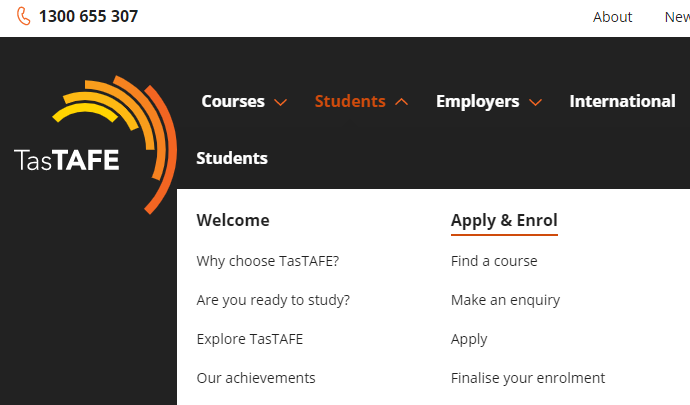 1300 655 307
About
Courses
Students
Employers
International
TasTAFE
Students
Welcome
Why choose TasTAFE?
Are you ready to study?
Explore TasTAFE
Our achievements
Apply & Enrol
Find a course
Make an enquiry
Apply
Finalise your enrolment